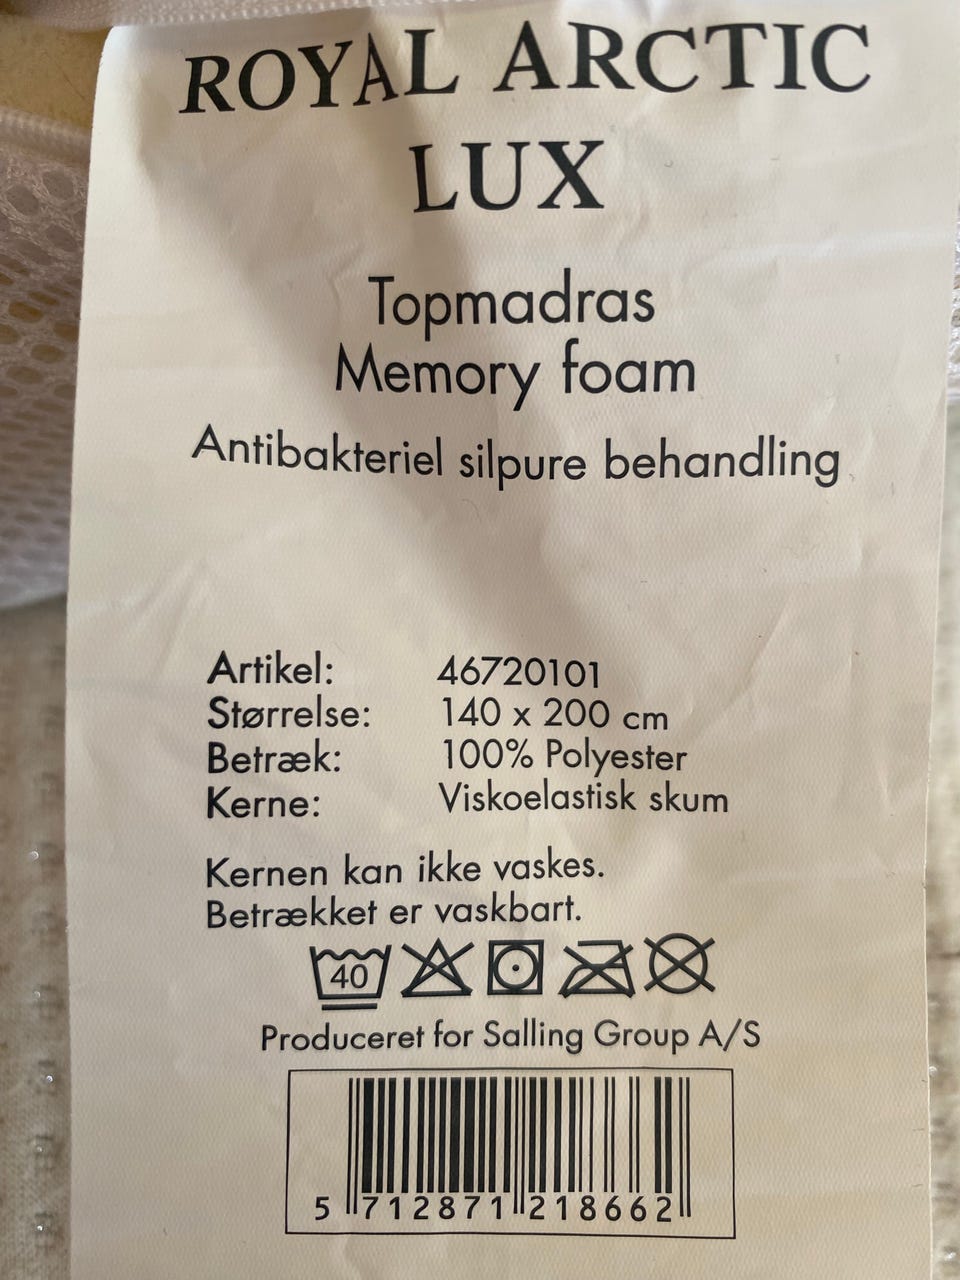 ROYAL ARCTIC
LUX
Topmadras
Memory foam
Antibakteriel silpure behandling
Artikel: 46720101
Størrelse: 140 x 200 cm
Betræk: 100% Polyester
Kerne: Viskoelastisk skum
Kernen kan ikke vaskes.
Betrækket er vaskbart.
40
Produceret for Salling Group A/S
5 712871 218662